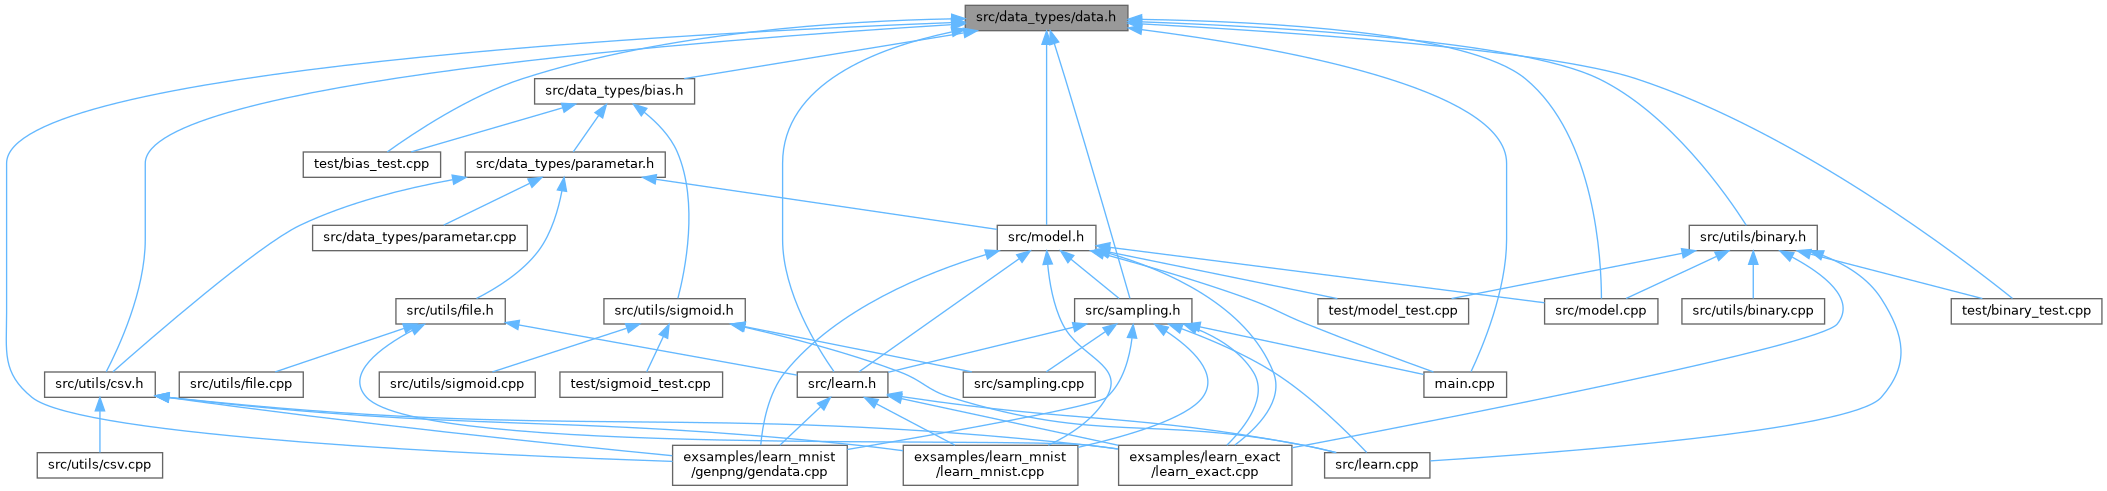 src/data_types/data.h
src/data_types/bias.h
test/bias_test.cpp
src/data_types/parametar.h
src/data_types/parametar.cpp
src/model.h
src/utils/binary.h
src/utils/file.h
src/utils/sigmoid.h
src/sampling.h
test/model_test.cpp
src/model.cpp
src/utils/binary.cpp
test/binary_test.cpp
src/utils/csv.h
src/utils/file.cpp
src/utils/sigmoid.cpp
test/sigmoid_test.cpp
src/learn.h
src/sampling.cpp
main.cpp
src/utils/csv.cpp
exsamples/learn_mnist
/genpng/gendata.cpp
exsamples/learn_mnist
/learn_mnist.cpp
exsamples/learn_exact
/learn_exact.cpp
src/learn.cpp